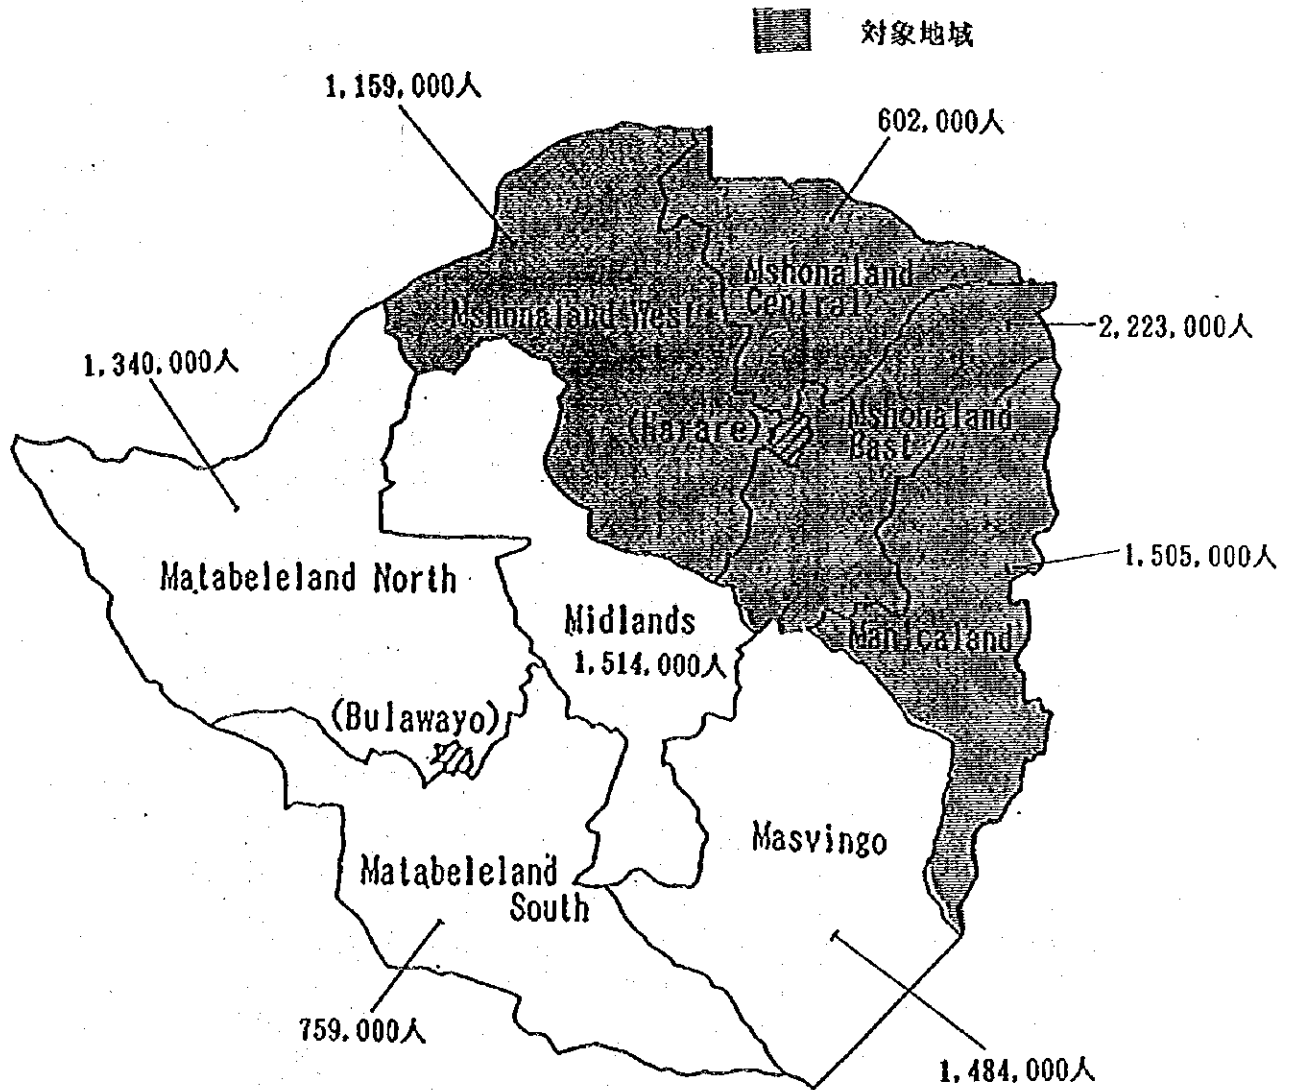 対象地域
1,159,000人
602,000人
Mshonaland
Central
Mshonaland West
2,223,000人
1,340,000人
(Harare)
Mshonaland
East
1,505,000人
Matabeleland North
Midlands
1,514,000人
Manicaland
(Bulawayo)
Masvingo
Matabeleland
South
759,000人
1,484,000人